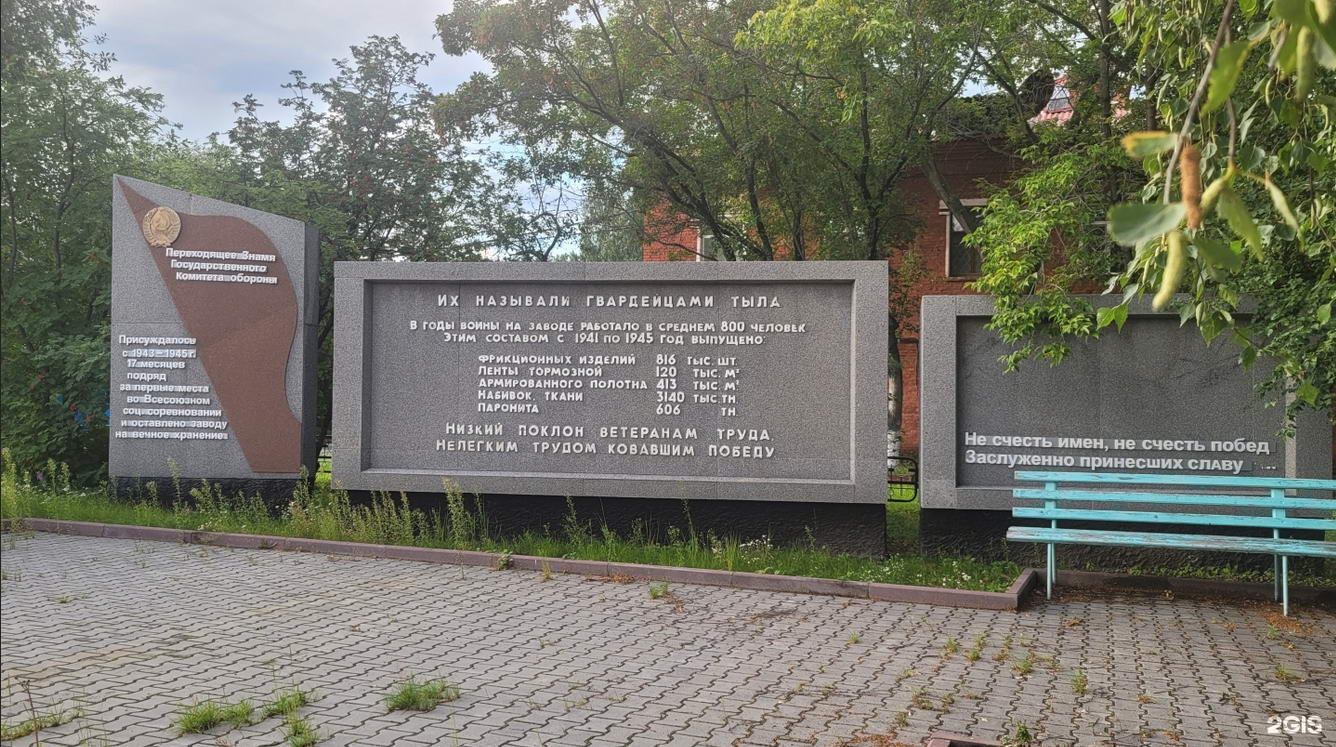 Переходящее Знамя
Государственного
Комитета обороны
Присуждалось
с 1943–1945 г.
17 месяцев
подряд
за первые места
во Всесоюзном
соц. соревновании
и оставлено заводу
на вечное хранение.
ИХ НАЗЫВАЛИ ГВАРДЕЙЦАМИ ТЫЛА
В ГОДЫ ВОЙНЫ НА ЗАВОДЕ РАБОТАЛО В СРЕДНЕМ 800 ЧЕЛОВЕК
ЭТИМ СОСТАВОМ С 1941 ПО 1945 ГОД ВЫПУЩЕНО:
ФРИКЦИОННЫХ ИЗДЕЛИЙ 816 ТЫС. ШТ.
ЛЕНТЫ ТОРМОЗНОЙ 120 ТЫС. М²
АРМИРОВАННОГО ПОЛОТНА 413 ТЫС. М²
НАБИВОК, ТКАНИ 3140 ТЫС. ТН.
ПАРОНИТА 606 ТН.
НИЗКИЙ ПОКЛОН ВЕТЕРАНАМ ТРУДА,
НЕЛЕГКИМ ТРУДОМ КОВАВШИМ ПОБЕДУ
Не счесть имен, не счесть побед
Заслуженно принесших славу ...
2GIS